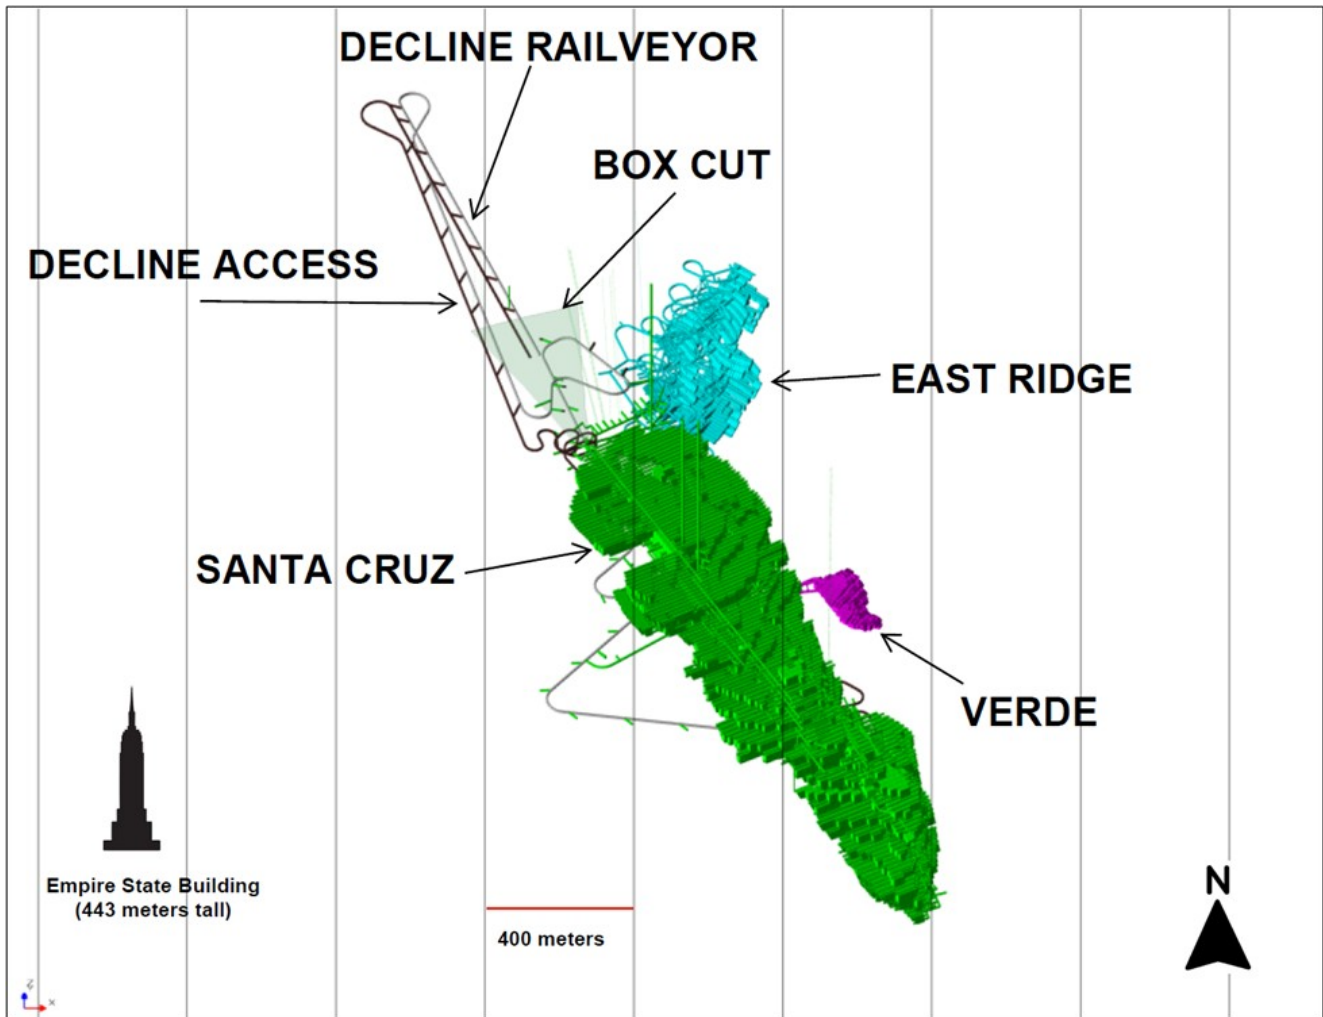 DECLINE RAILVEYOR
BOX CUT
DECLINE ACCESS
EAST RIDGE
SANTA CRUZ
VERDE
Empire State Building
(443 meters tall)
400 meters
N
Z
X